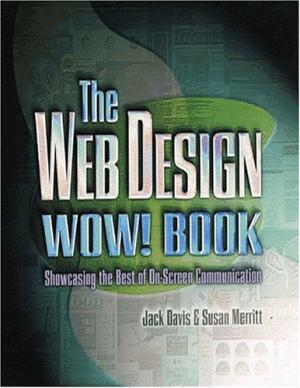 The
WEB DESIGN
WOW! BOOK
Showcasing the Best of On-Screen Communication
Jack Davis & Susan Merritt